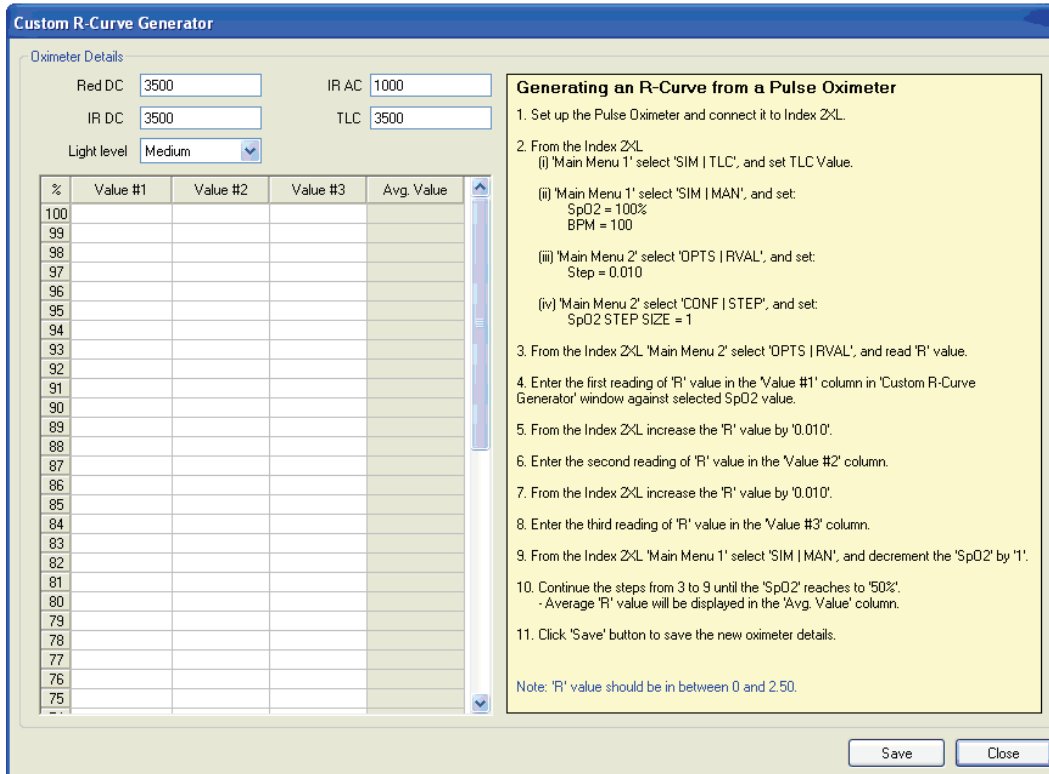 Custom R-Curve Generator
Oximeter Details
Red DC 3500 IR AC 1000
IR DC 3500 TLC 3500
Light level Medium
% Value #1 Value #2 Value #3 Avg. Value
100
99
98
97
96
95
94
93
92
91
90
89
88
87
86
85
84
83
82
81
80
79
78
77
76
75
Generating an R-Curve from a Pulse Oximeter
1. Set up the Pulse Oximeter and connect it to Index 2XL.
2. From the Index 2XL
(i) 'Main Menu 1' select 'SIM | TLC', and set TLC Value.
(ii) 'Main Menu 1' select 'SIM | MAN', and set:
SpO2 = 100%
BPM = 100
(iii) 'Main Menu 2' select 'OPTS | RVAL', and set:
Step = 0.010
(iv) 'Main Menu 2' select 'CONF | STEP', and set:
SpO2 STEP SIZE = 1
3. From the Index 2XL 'Main Menu 2' select 'OPTS | RVAL', and read 'R' value.
4. Enter the first reading of 'R' value in the 'Value #1' column in 'Custom R-Curve
Generator' window against selected SpO2 value.
5. From the Index 2XL increase the 'R' value by '0.010'.
6. Enter the second reading of 'R' value in the 'Value #2' column.
7. From the Index 2XL increase the 'R' value by '0.010'.
8. Enter the third reading of 'R' value in the 'Value #3' column.
9. From the Index 2XL 'Main Menu 1' select 'SIM | MAN', and decrement the 'SpO2' by '1'.
10. Continue the steps from 3 to 9 until the 'SpO2' reaches to '50%'.
- Average 'R' value will be displayed in the 'Avg. Value' column.
11. Click 'Save' button to save the new oximeter details.
Note: 'R' value should be in between 0 and 2.50.
Save Close